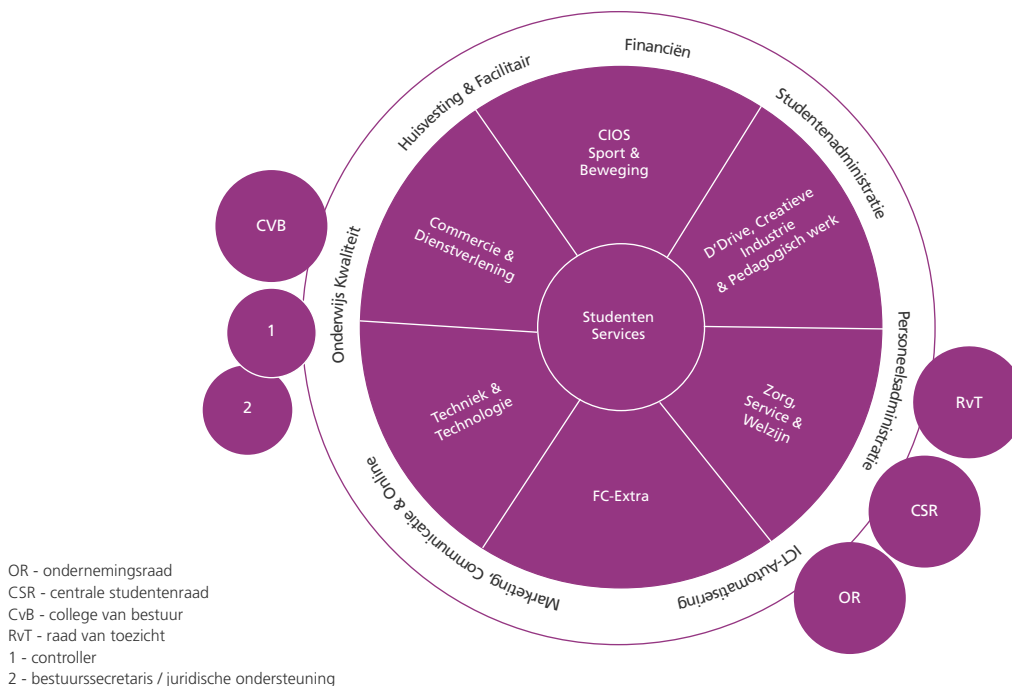 Financiën
Huisvesting & Facilitair
Studentenadministratie
CIOS
Sport &
Beweging
CVB
Commercie &
Dienstverlening
D'Drive, Creatieve
Industrie
& Pedagogisch werk
Onderwijs Kwaliteit
1
Studenten
Services
Personeelsadministratie
2
Techniek &
Technologie
Zorg,
Service &
Welzijn
RvT
FC-Extra
CSR
Marketing, Communicatie & Online
ICT-Automatisering
OR
OR - ondernemingsraad
CSR - centrale studentenraad
CvB - college van bestuur
RvT - raad van toezicht
1 - controller
2 - bestuurssecretaris / juridische ondersteuning